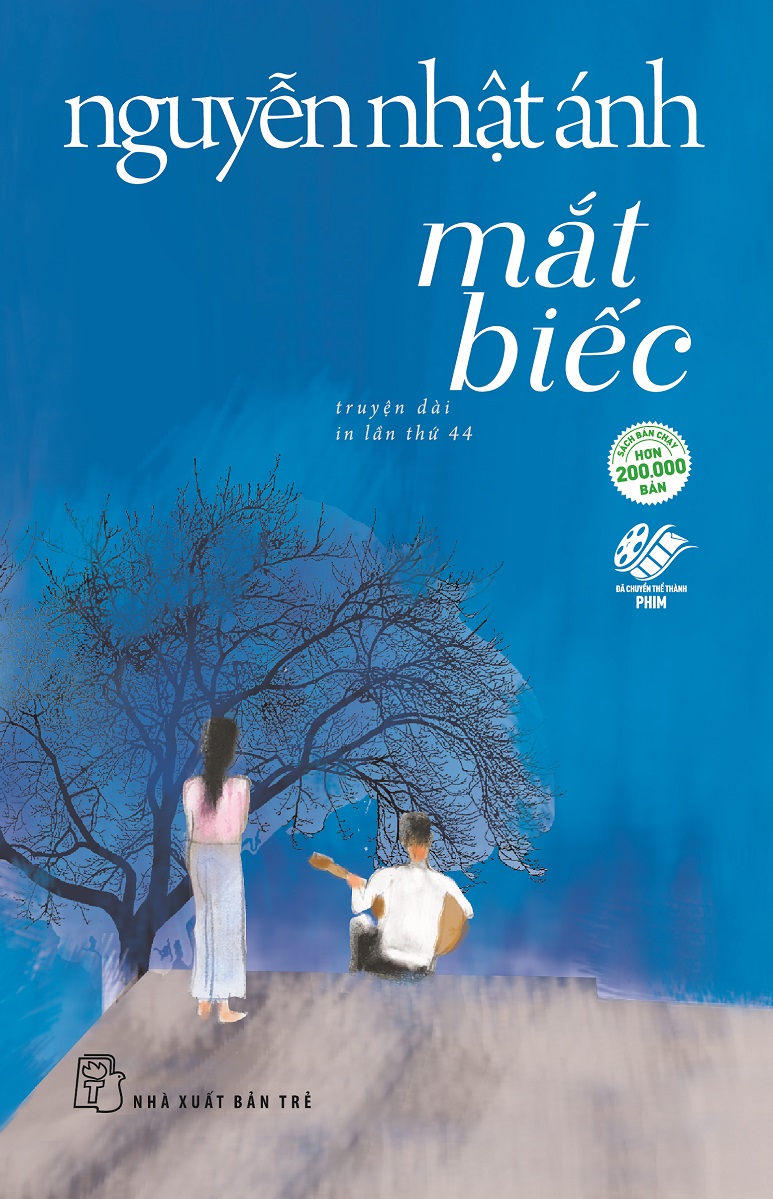 nguyễn nhật ánh
mắt
biếc
truyện dài
in lần thứ 44
SÁCH BÁN CHẠY
HƠN
200.000
BẢN
ĐÃ CHUYỂN THỂ THÀNH
PHIM
T
NHÀ XUẤT BẢN TRẺ